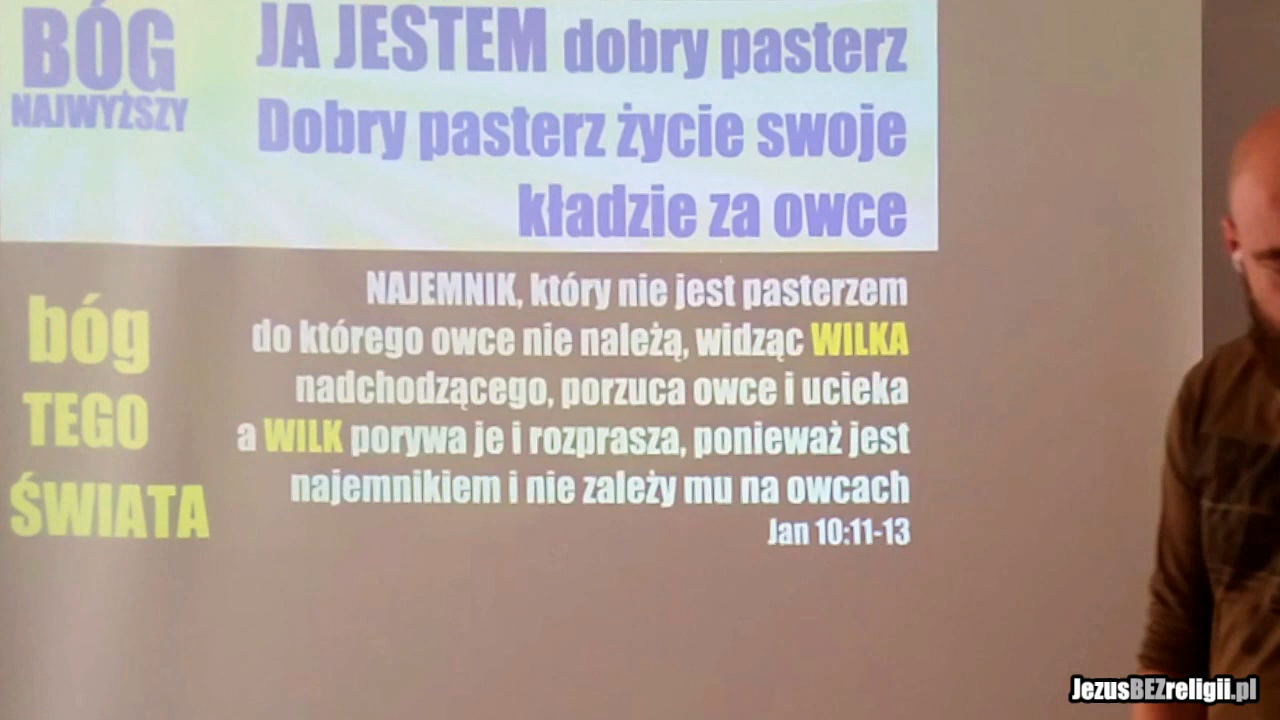 BÓG
NAJWYŻSZY
JA JESTEM dobry pasterz
Dobry pasterz życie swoje
kładzie za owce
bóg
TEGO
ŚWIATA
NAJEMNIK, który nie jest pasterzem
do którego owce nie należą, widząc WILKA
nadchodzącego, porzuca owce i ucieka
a WILK porywa je i rozprasza, ponieważ jest
najemnikiem i nie zależy mu na owcach
Jan 10:11-13
JezusBEZreligii.pl